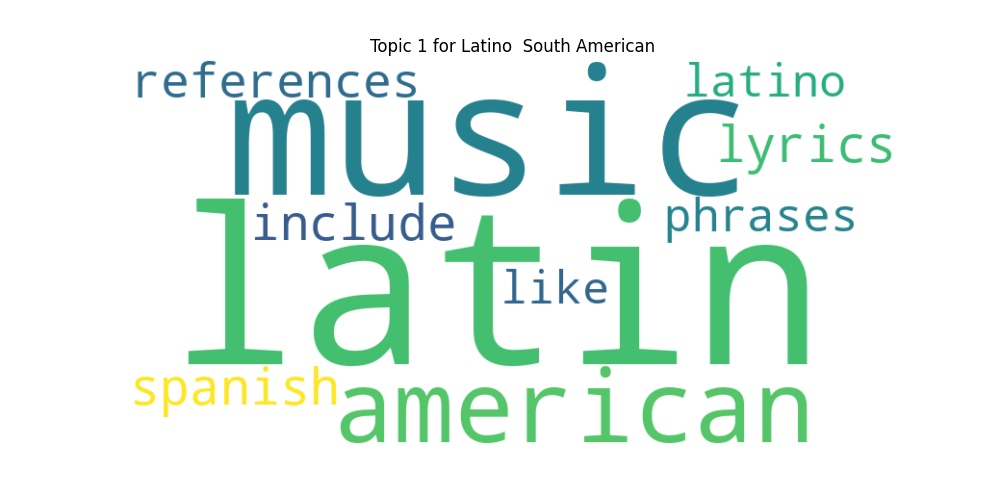 Topic 1 for Latino  South American
references
latino
music
lyrics
include
phrases
latin
like
spanish
american